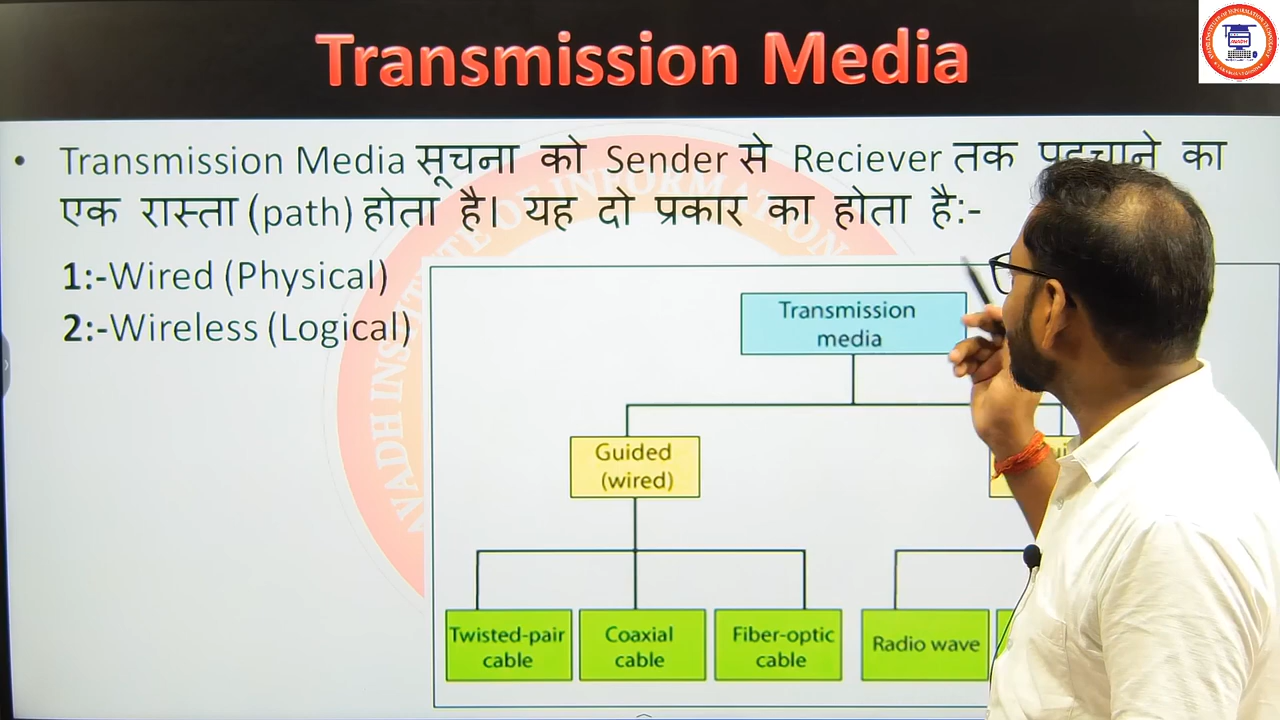 Transmission Media
• Transmission Media सूचना को Sender से Reciever तक पहुचाने का
एक रास्ता (path) होता है। यह दो प्रकार का होता है:-
1:-Wired (Physical)
2:-Wireless (Logical)
Transmission
media
Guided
(wired)
Twisted-pair
cable
Coaxial
cable
Fiber-optic
cable
Radio wave